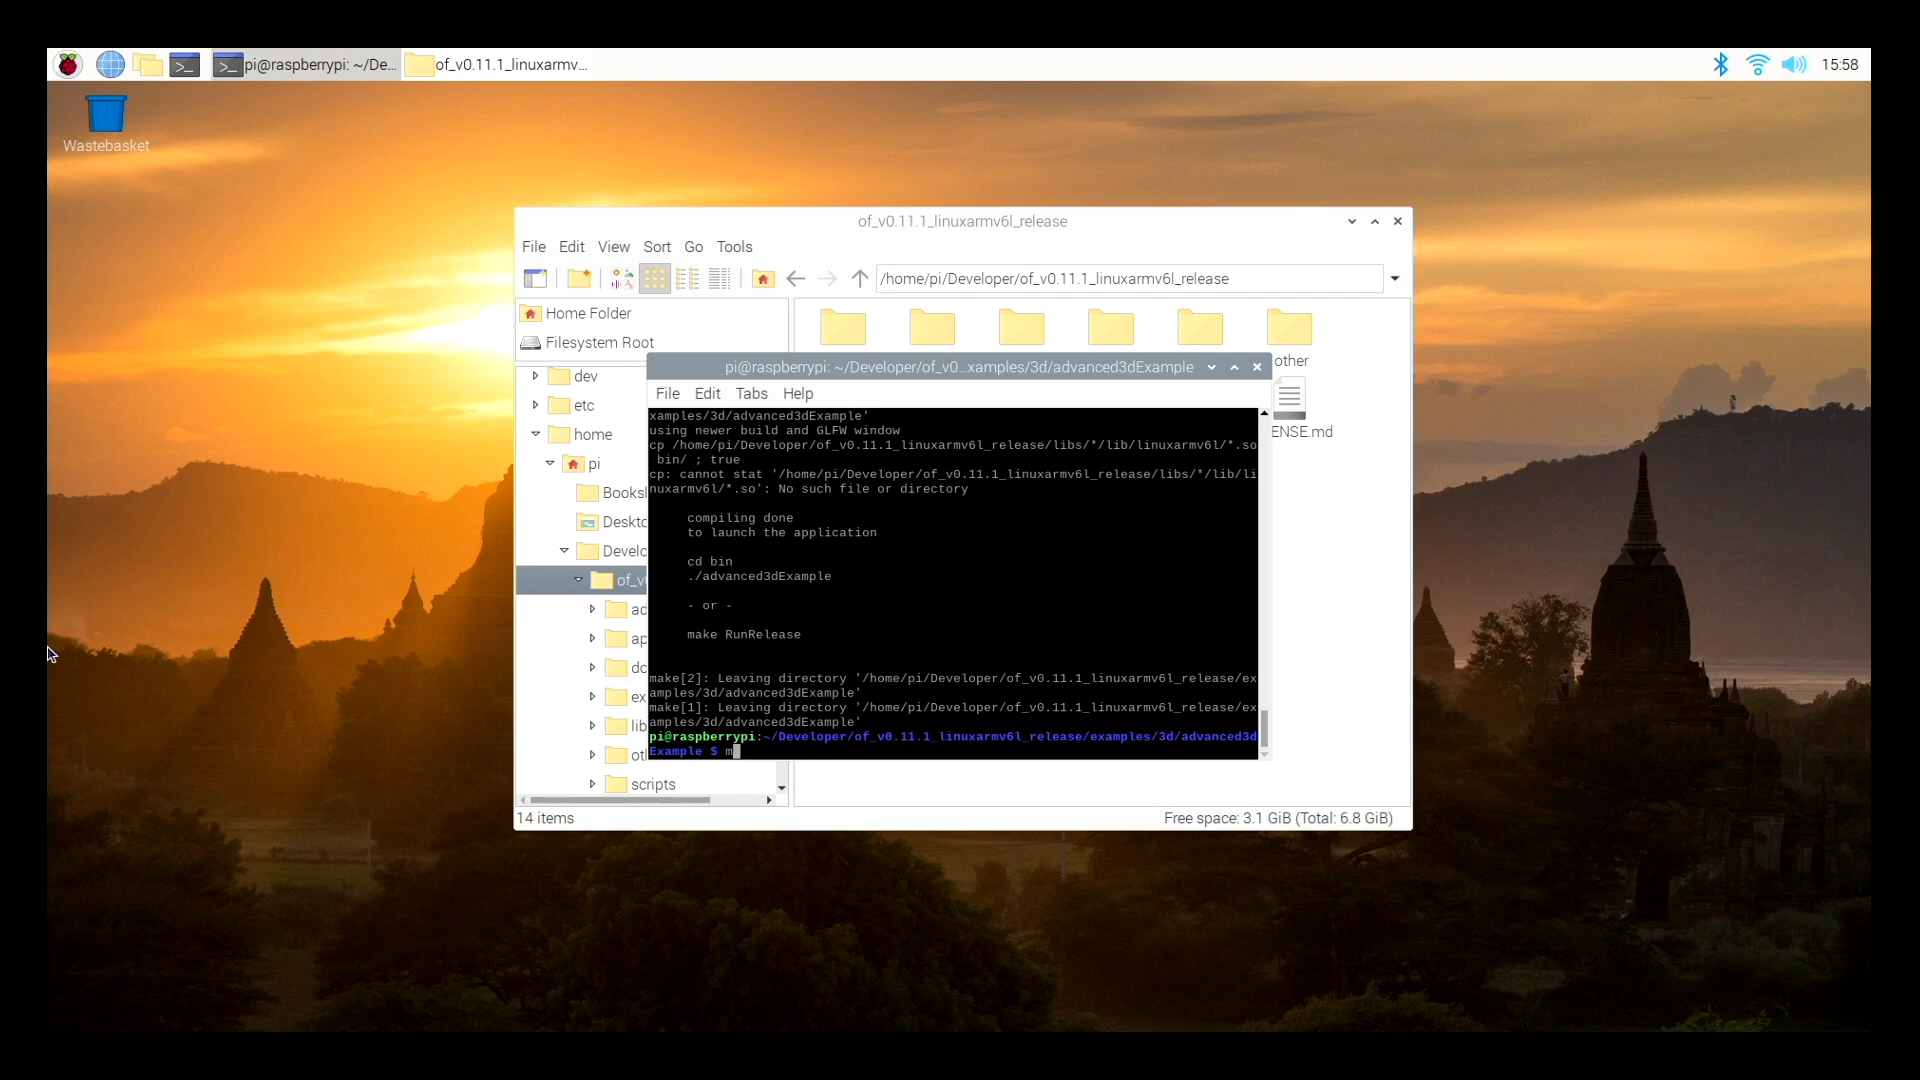 pi@raspberrypi: ~/De...
of_v0.11.1_linuxarmv...
15:58
Wastebasket
of_v0.11.1_linuxarmv6l_release
File Edit View Sort Go Tools
/home/pi/Developer/of_v0.11.1_linuxarmv6l_release
Home Folder
Filesystem Root
dev
etc
home
pi
Books
Deskto
Develo
of_v
ad
ap
do
ex
lib
ot
scripts
other
ENSE.md
14 items
Free space: 3.1 GiB (Total: 6.8 GiB)
pi@raspberrypi: ~/Developer/of_v0...xamples/3d/advanced3dExample
File Edit Tabs Help
xamples/3d/advanced3dExample'
using newer build and GLFW window
cp /home/pi/Developer/of_v0.11.1_linuxarmv6l_release/libs/*/lib/linuxarmv6l/*.so
bin/ ; true
cp: cannot stat '/home/pi/Developer/of_v0.11.1_linuxarmv6l_release/libs/*/lib/li
nuxarmv6l/*.so': No such file or directory
compiling done
to launch the application
cd bin
./advanced3dExample
- or -
make RunRelease
make[2]: Leaving directory '/home/pi/Developer/of_v0.11.1_linuxarmv6l_release/ex
amples/3d/advanced3dExample'
make[1]: Leaving directory '/home/pi/Developer/of_v0.11.1_linuxarmv6l_release/ex
amples/3d/advanced3dExample'
pi@raspberrypi:~/Developer/of_v0.11.1_linuxarmv6l_release/examples/3d/advanced3d
Example $ m